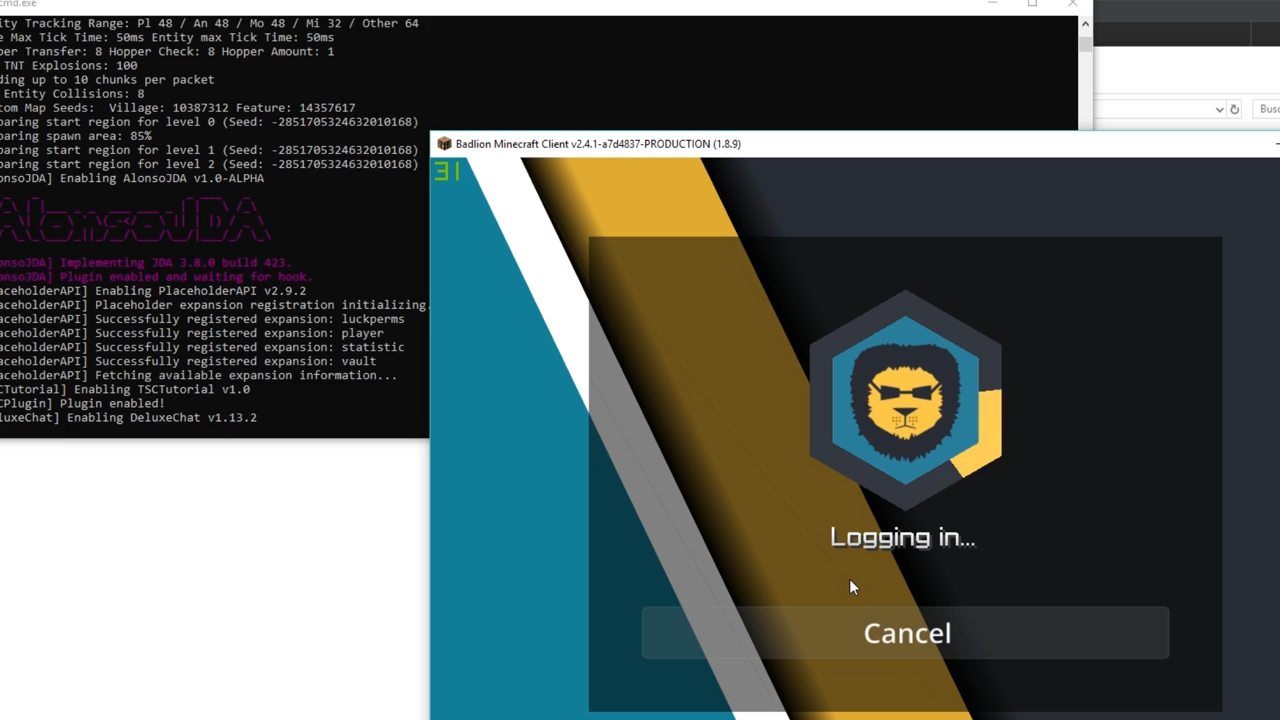 cmd.exe
ity Tracking Range: Pl 48 / An 48 / Mo 48 / Mi 32 / Other 64
e Max Tick Time: 50ms Entity max Tick Time: 50ms
per Transfer: 8 Hopper Check: 8 Hopper Amount: 1
TNT Explosions: 100
ding up to 10 chunks per packet
Entity Collisions: 8
tom Map Seeds:  Village: 10387312 Feature: 14357617
paring start region for level 0 (Seed: -2851705324632010168)
paring spawn area: 85%
paring start region for level 1 (Seed: -2851705324632010168)
paring start region for level 2 (Seed: -2851705324632010168)
onsoJDA] Enabling AlonsoJDA v1.0-ALPHA
AlonsoJDA
onsoJDA] Implementing JDA 3.8.0 build 423.
onsoJDA] Plugin enabled and waiting for hook.
aceholderAPI] Enabling PlaceholderAPI v2.9.2
aceholderAPI] Placeholder expansion registration initializing.
aceholderAPI] Successfully registered expansion: luckperms
aceholderAPI] Successfully registered expansion: player
aceholderAPI] Successfully registered expansion: statistic
aceholderAPI] Successfully registered expansion: vault
aceholderAPI] Fetching available expansion information...
CTutorial] Enabling TSCTutorial v1.0
CPlugin] Plugin enabled!
luxeChat] Enabling DeluxeChat v1.13.2
Busc
Badlion Minecraft Client v2.4.1-a7d4837-PRODUCTION (1.8.9)
31
Logging in...
Cancel